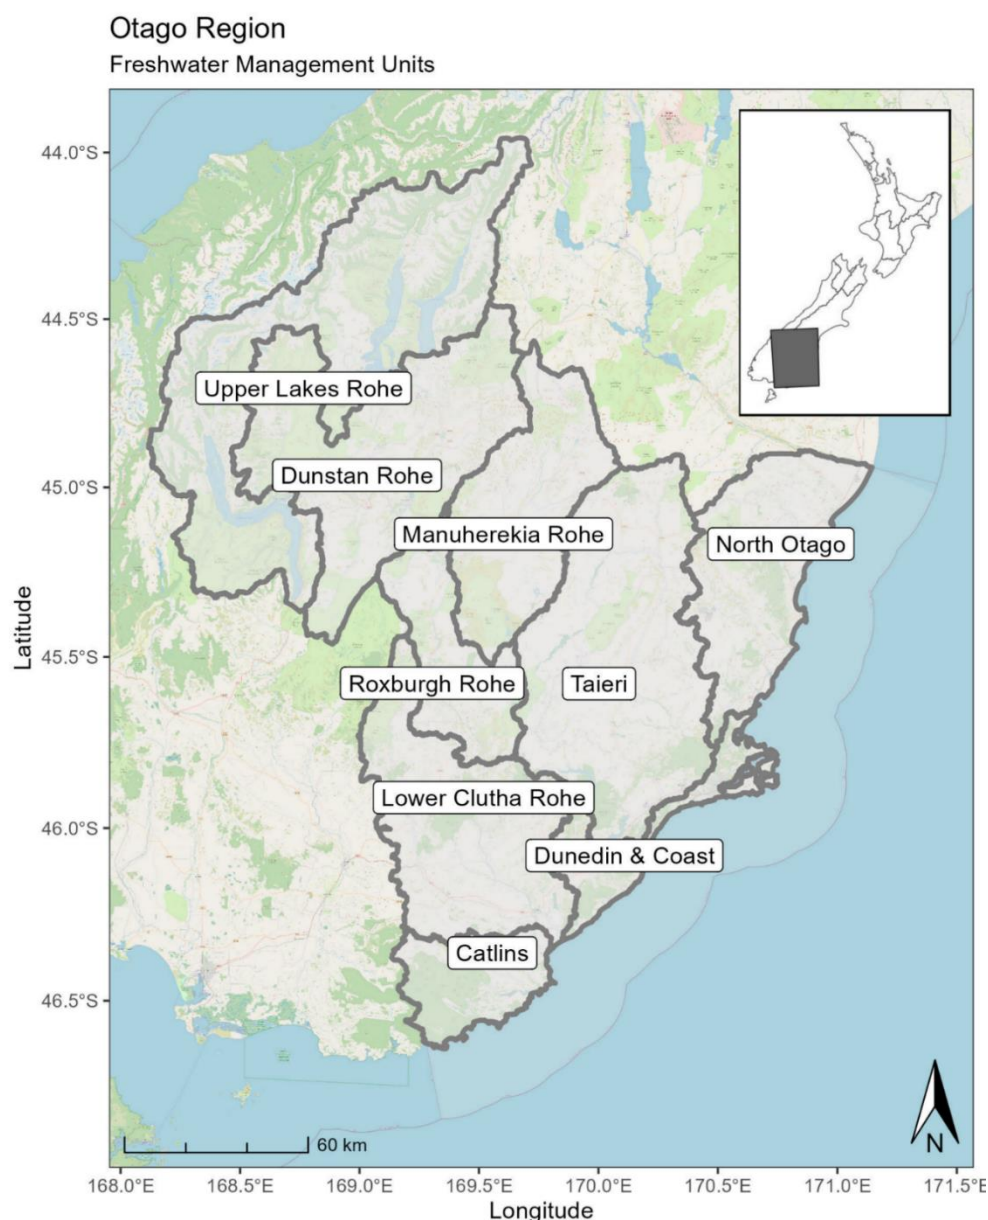 Otago Region
Freshwater Management Units
44.0°S
44.5°S
45.0°S
45.5°S
46.0°S
46.5°S
Latitude
Upper Lakes Rohe
Dunstan Rohe
Manuherekia Rohe
North Otago
Roxburgh Rohe
Taieri
Lower Clutha Rohe
Dunedin & Coast
Catlins
60 km
N
168.0°E
168.5°E
169.0°E
169.5°E
170.0°E
170.5°E
171.0°E
171.5°E
Longitude